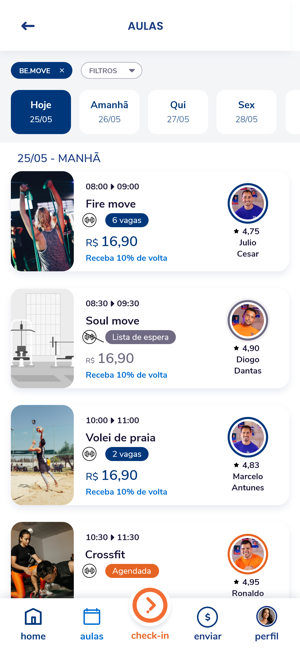 AULAS
BE.MOVE ×
FILTROS
Hoje
25/05
Amanhã
26/05
Qui
27/05
Sex
28/05
25/05 - MANHÃ
08:00 09:00
Fire move
6 vagas
R$ 16,90
Receba 10% de volta
4,75
Julio
Cesar
08:30 09:30
Soul move
Lista de espera
R$ 16,90
Receba 10% de volta
4,90
Diogo
Dantas
10:00 11:00
Volei de praia
2 vagas
R$ 16,90
Receba 10% de volta
4,83
Marcelo
Antunes
10:30 11:30
Crossfit
Agendada
4,95
Ronaldo
home
aulas
check-in
enviar
perfil